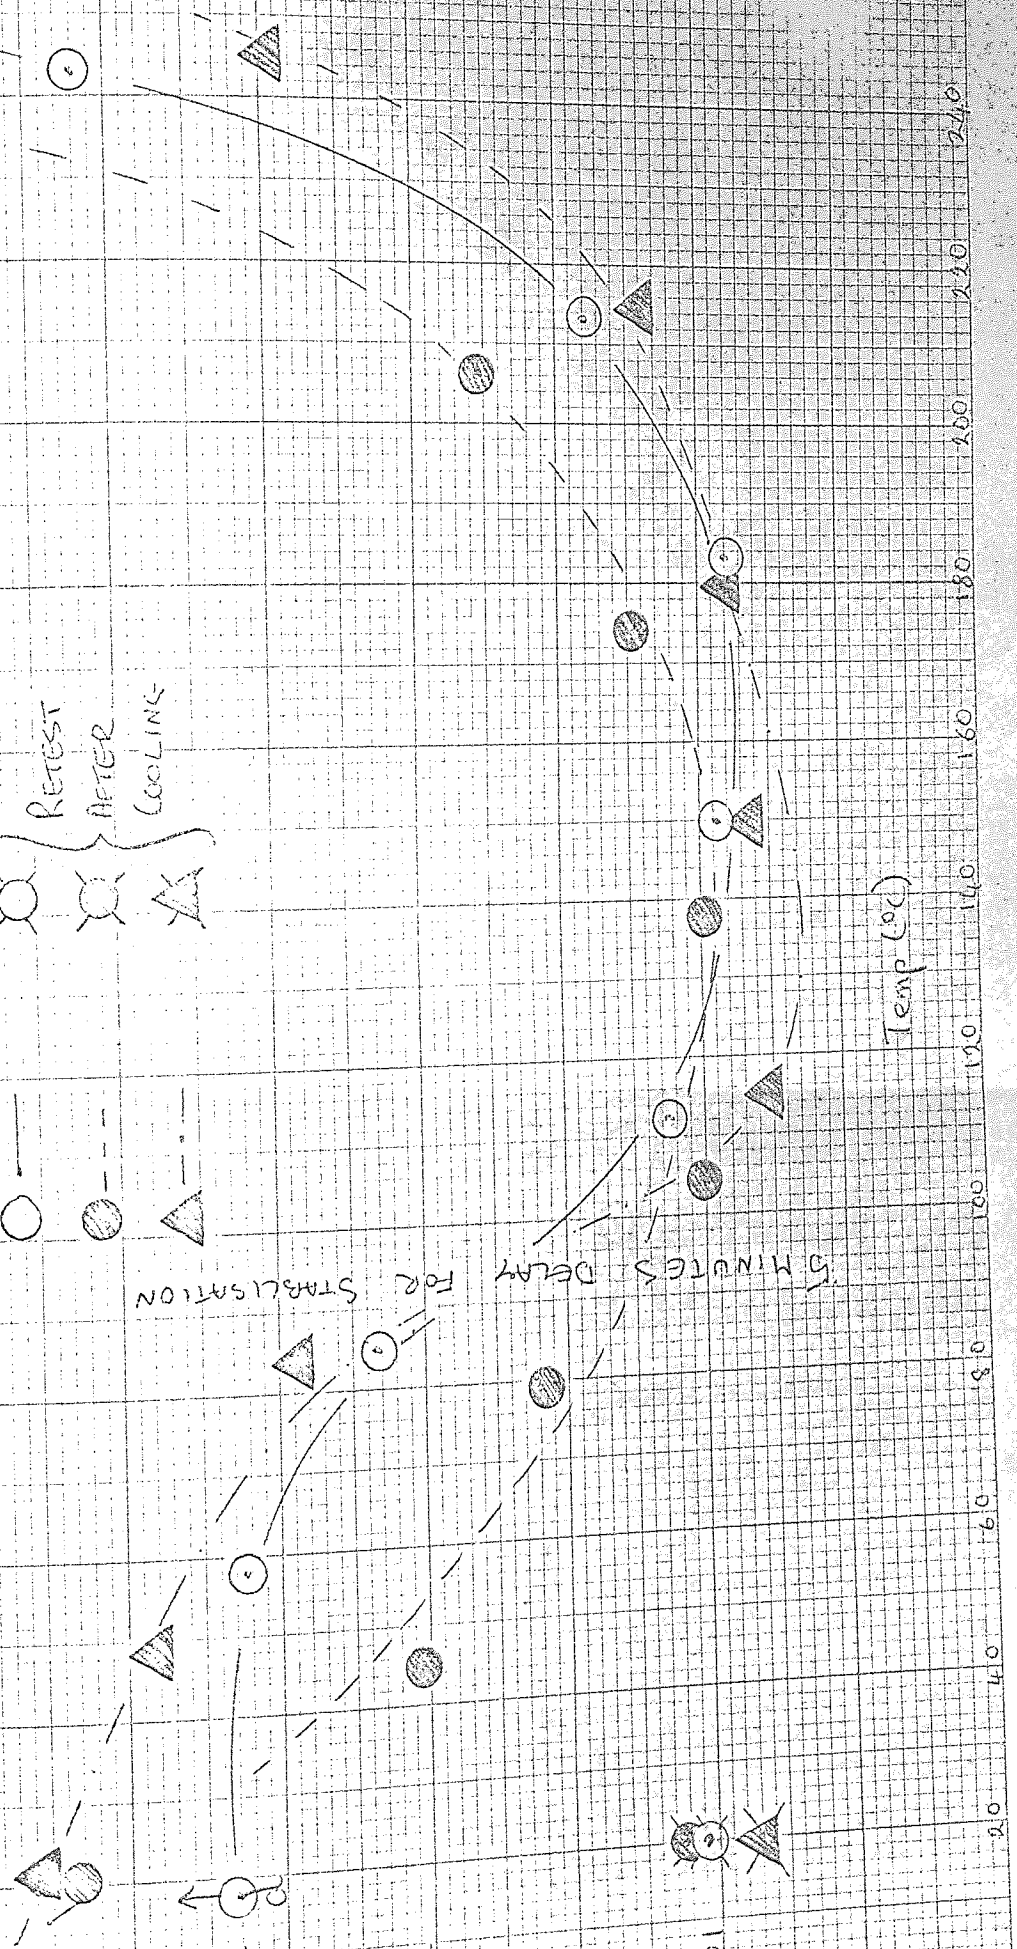 RETEST
AFTER
COOLING
5 MINUTES DELAY FOR STABLISATION
20 40 60 80 100 120 140 160 180 200 220 240
Temp (°C)